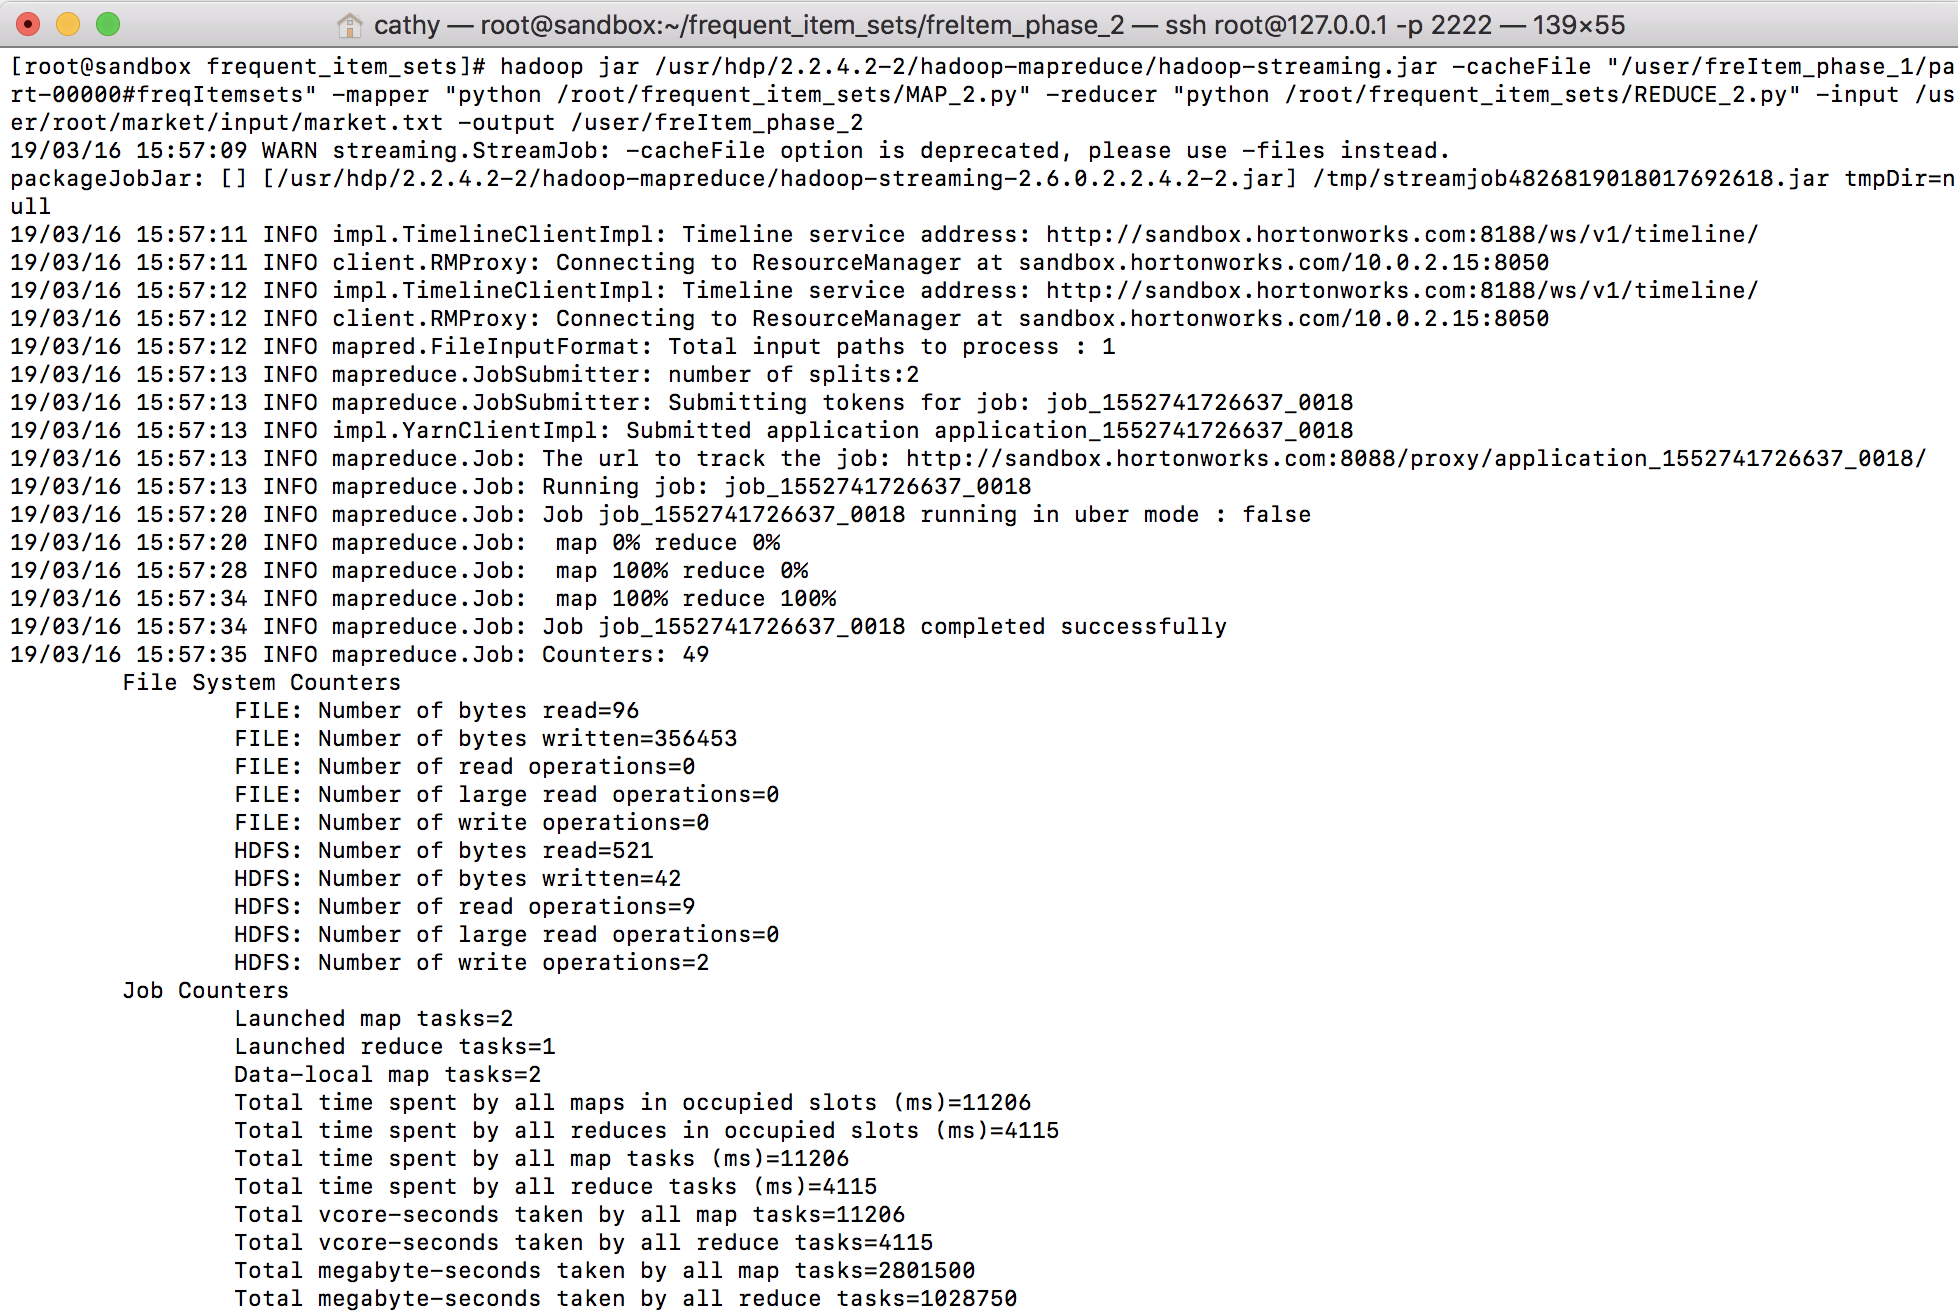 cathy — root@sandbox:~/frequent_item_sets/freItem_phase_2 — ssh root@127.0.0.1 -p 2222 — 139×55
[root@sandbox frequent_item_sets]# hadoop jar /usr/hdp/2.2.4.2-2/hadoop-mapreduce/hadoop-streaming.jar -cacheFile "/user/freItem_phase_1/pa
rt-00000#freqItemsets" -mapper "python /root/frequent_item_sets/MAP_2.py" -reducer "python /root/frequent_item_sets/REDUCE_2.py" -input /us
er/root/market/input/market.txt -output /user/freItem_phase_2
19/03/16 15:57:09 WARN streaming.StreamJob: -cacheFile option is deprecated, please use -files instead.
packageJobJar: [] [/usr/hdp/2.2.4.2-2/hadoop-mapreduce/hadoop-streaming-2.6.0.2.2.4.2-2.jar] /tmp/streamjob4826819018017692618.jar tmpDir=n
ull
19/03/16 15:57:11 INFO impl.TimelineClientImpl: Timeline service address: http://sandbox.hortonworks.com:8188/ws/v1/timeline/
19/03/16 15:57:11 INFO client.RMProxy: Connecting to ResourceManager at sandbox.hortonworks.com/10.0.2.15:8050
19/03/16 15:57:12 INFO impl.TimelineClientImpl: Timeline service address: http://sandbox.hortonworks.com:8188/ws/v1/timeline/
19/03/16 15:57:12 INFO client.RMProxy: Connecting to ResourceManager at sandbox.hortonworks.com/10.0.2.15:8050
19/03/16 15:57:12 INFO mapred.FileInputFormat: Total input paths to process : 1
19/03/16 15:57:13 INFO mapreduce.JobSubmitter: number of splits:2
19/03/16 15:57:13 INFO mapreduce.JobSubmitter: Submitting tokens for job: job_1552741726637_0018
19/03/16 15:57:13 INFO impl.YarnClientImpl: Submitted application application_1552741726637_0018
19/03/16 15:57:13 INFO mapreduce.Job: The url to track the job: http://sandbox.hortonworks.com:8088/proxy/application_1552741726637_0018/
19/03/16 15:57:13 INFO mapreduce.Job: Running job: job_1552741726637_0018
19/03/16 15:57:20 INFO mapreduce.Job: Job job_1552741726637_0018 running in uber mode : false
19/03/16 15:57:20 INFO mapreduce.Job:  map 0% reduce 0%
19/03/16 15:57:28 INFO mapreduce.Job:  map 100% reduce 0%
19/03/16 15:57:34 INFO mapreduce.Job:  map 100% reduce 100%
19/03/16 15:57:34 INFO mapreduce.Job: Job job_1552741726637_0018 completed successfully
19/03/16 15:57:35 INFO mapreduce.Job: Counters: 49
File System Counters
FILE: Number of bytes read=96
FILE: Number of bytes written=356453
FILE: Number of read operations=0
FILE: Number of large read operations=0
FILE: Number of write operations=0
HDFS: Number of bytes read=521
HDFS: Number of bytes written=42
HDFS: Number of read operations=9
HDFS: Number of large read operations=0
HDFS: Number of write operations=2
Job Counters
Launched map tasks=2
Launched reduce tasks=1
Data-local map tasks=2
Total time spent by all maps in occupied slots (ms)=11206
Total time spent by all reduces in occupied slots (ms)=4115
Total time spent by all map tasks (ms)=11206
Total time spent by all reduce tasks (ms)=4115
Total vcore-seconds taken by all map tasks=11206
Total vcore-seconds taken by all reduce tasks=4115
Total megabyte-seconds taken by all map tasks=2801500
Total megabyte-seconds taken by all reduce tasks=1028750